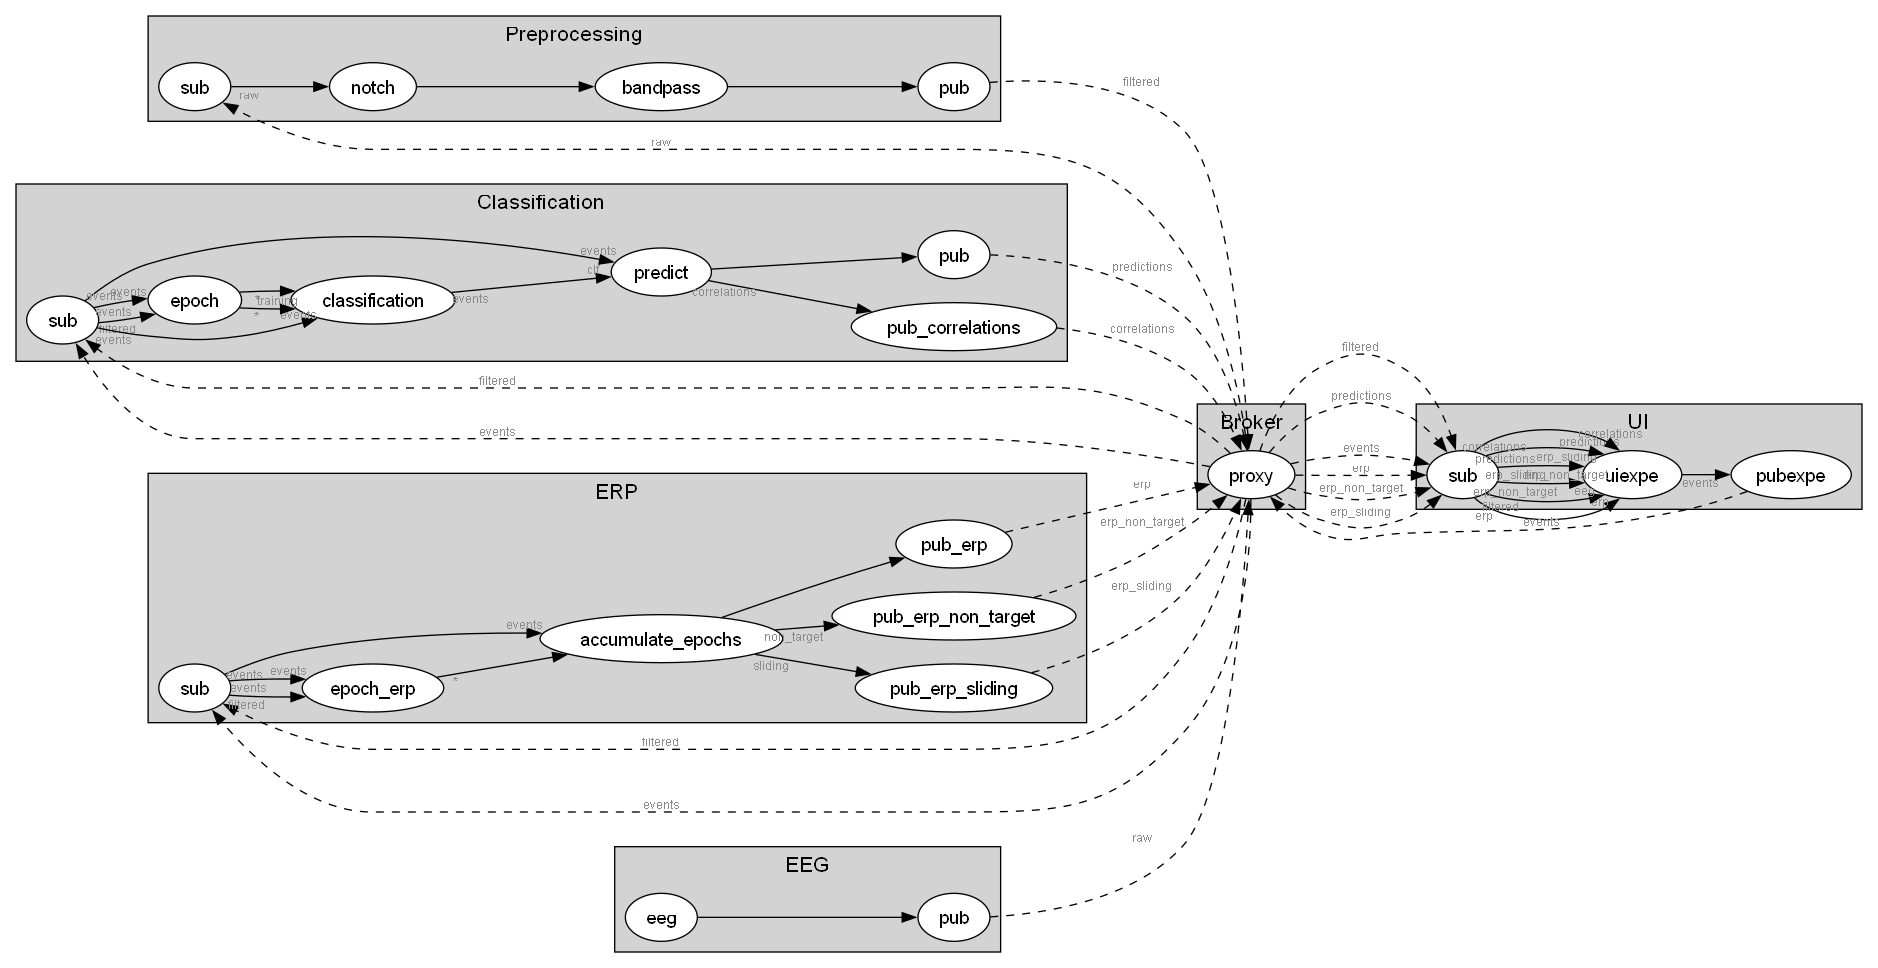 Preprocessing
sub
notch
bandpass
pub
raw
filtered
raw
Classification
sub
epoch
classification
predict
pub
pub_correlations
events
events
events
filtered
events
*
training
*
events
events
clf
events
correlations
predictions
correlations
filtered
events
Broker
proxy
UI
sub
uiexpe
pubexpe
filtered
predictions
events
erp
erp_non_target
erp_sliding
correlations
predictions
erp_sliding
erp_non_target
filtered
erp
correlations
predictions
erp_sliding
erp_non_target
eeg
erp
events
events
ERP
sub
epoch_erp
accumulate_epochs
pub_erp
pub_erp_non_target
pub_erp_sliding
events
events
events
events
filtered
*
non_target
sliding
erp
erp_non_target
erp_sliding
filtered
events
EEG
eeg
pub
raw